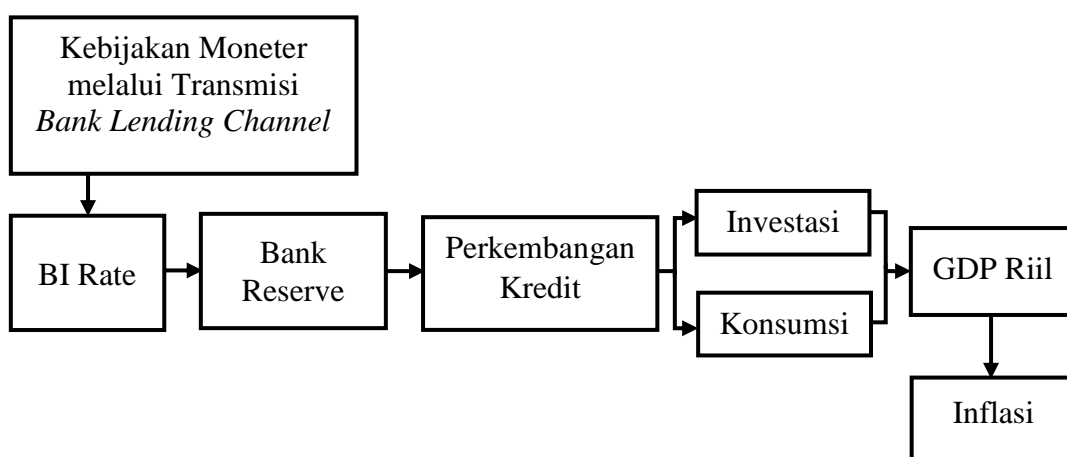 Kebijakan Moneter
melalui Transmisi
Bank Lending Channel
BI Rate
Bank
Reserve
Perkembangan
Kredit
Investasi
Konsumsi
GDP Riil
Inflasi